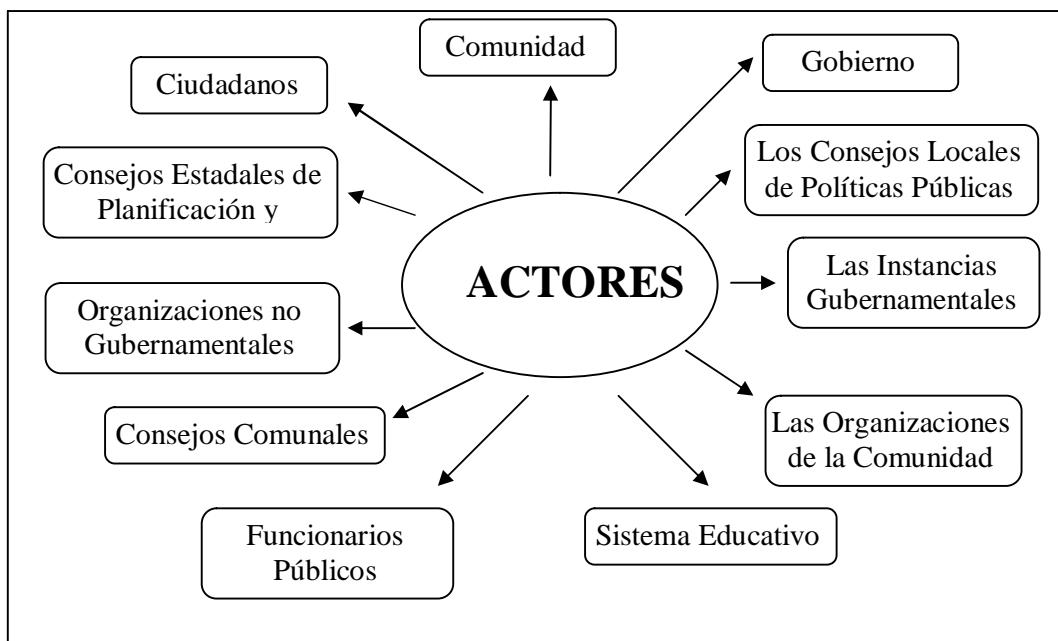 Comunidad
Gobierno
Ciudadanos
Los Consejos Locales
de Políticas Públicas
Consejos Estadales de
Planificación y
ACTORES
Las Instancias
Gubernamentales
Organizaciones no
Gubernamentales
Consejos Comunales
Las Organizaciones
de la Comunidad
Funcionarios
Públicos
Sistema Educativo